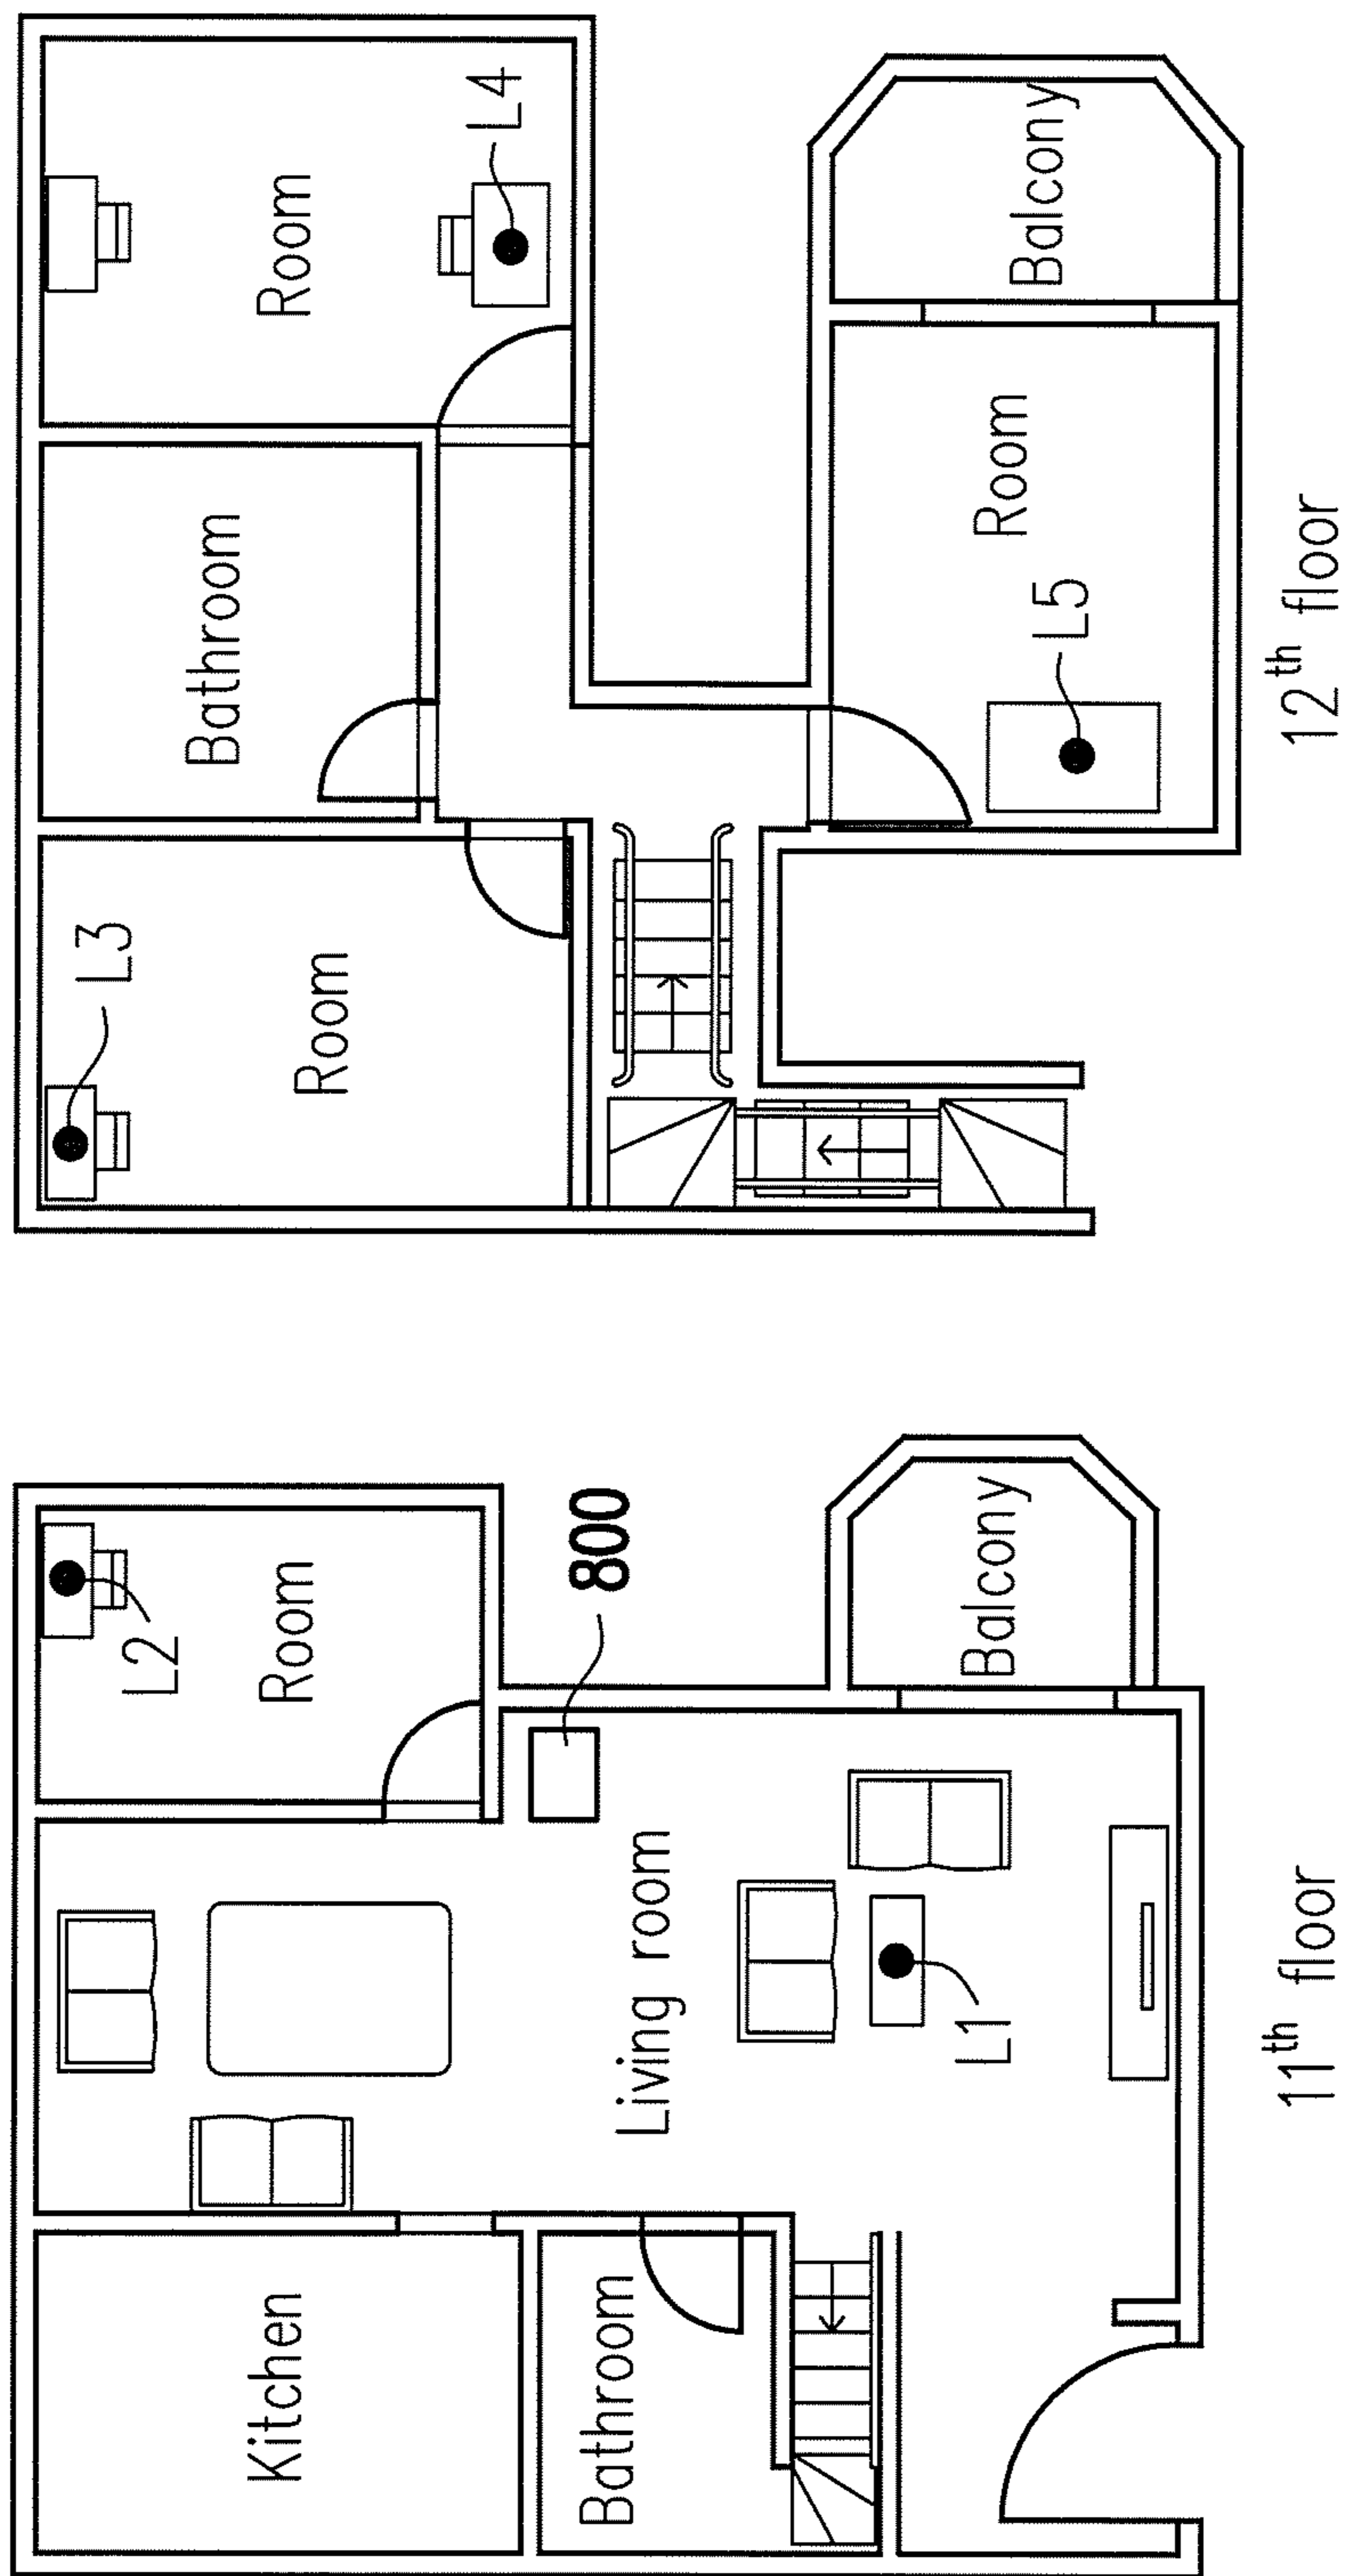 L2
Kitchen
Room
800
Bathroom
Living room
L1
Balcony
11th floor
L3
Room
Bathroom
Room
L4
L5
Room
Balcony
12th floor